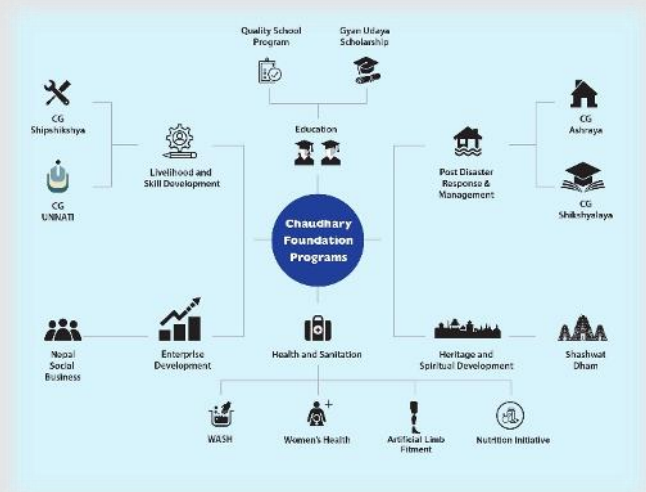 Quality School
Program
Gyan Udaya
Scholarship
Education
CG
Shipshikshya
CG
UNNATI
Livelihood and
Skill Development
Post Disaster
Response &
Management
CG
Ashraya
CG
Shikshyalaya
Chaudhary
Foundation
Programs
Nepal
Social
Business
Enterprise
Development
Health and Sanitation
Heritage and
Spiritual Development
Shashwat
Dham
WASH
Women's Health
Artificial Limb
Fitment
Nutrition Initiative